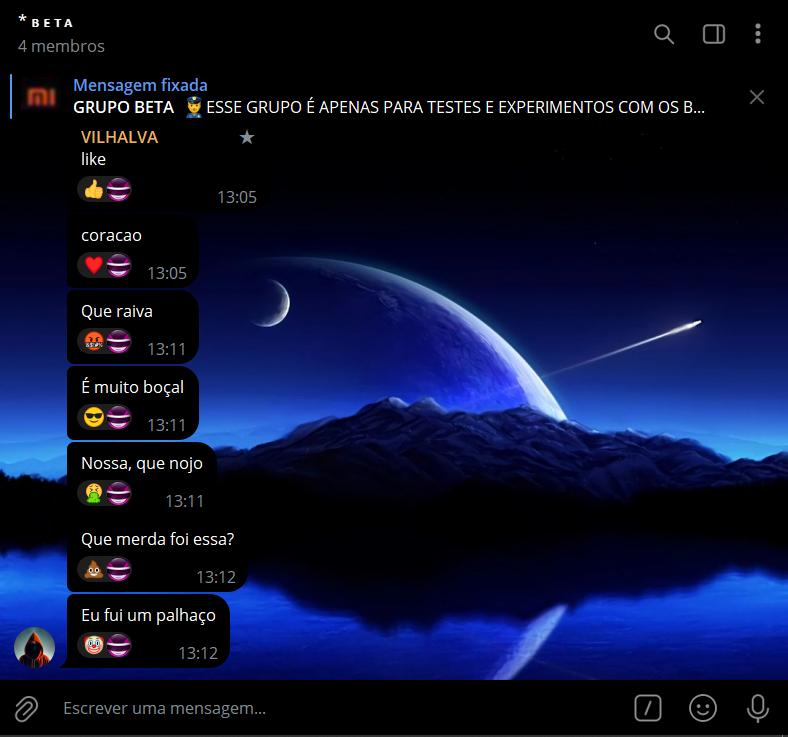 * BETA
4 membros
Mensagem fixada
GRUPO BETA 👮ESSE GRUPO É APENAS PARA TESTES E EXPERIMENTOS COM OS B...
VILHALVA
like
13:05
coracao
13:05
Que raiva
13:11
É muito boçal
13:11
Nossa, que nojo
13:11
Que merda foi essa?
13:12
Eu fui um palhaço
13:12
Escrever uma mensagem...